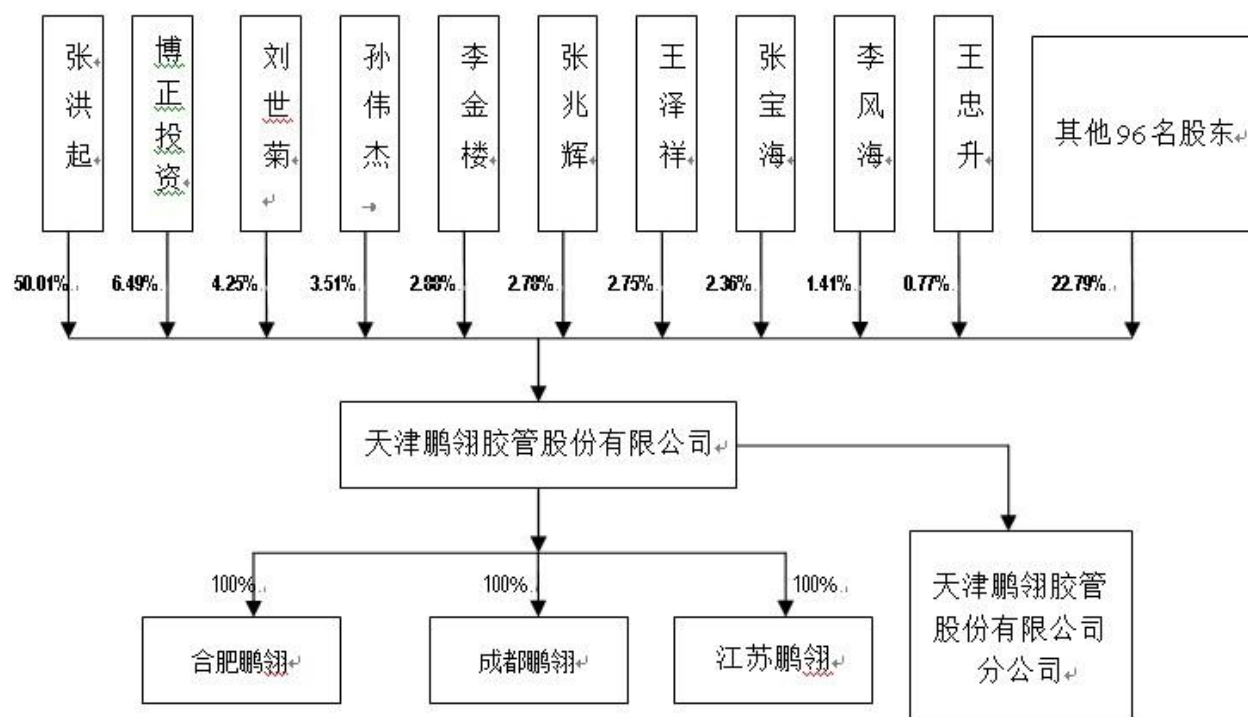 张洪起
博正投资
刘世菊
孙伟杰
李金楼
张兆辉
王泽祥
张宝海
李风海
王忠升
其他96名股东
50.01%
6.49%
4.25%
3.51%
2.88%
2.78%
2.75%
2.36%
1.41%
0.77%
22.79%
天津鹏翎胶管股份有限公司
100%
100%
100%
合肥鹏翎
成都鹏翎
江苏鹏翎
天津鹏翎胶管
股份有限公司
分公司